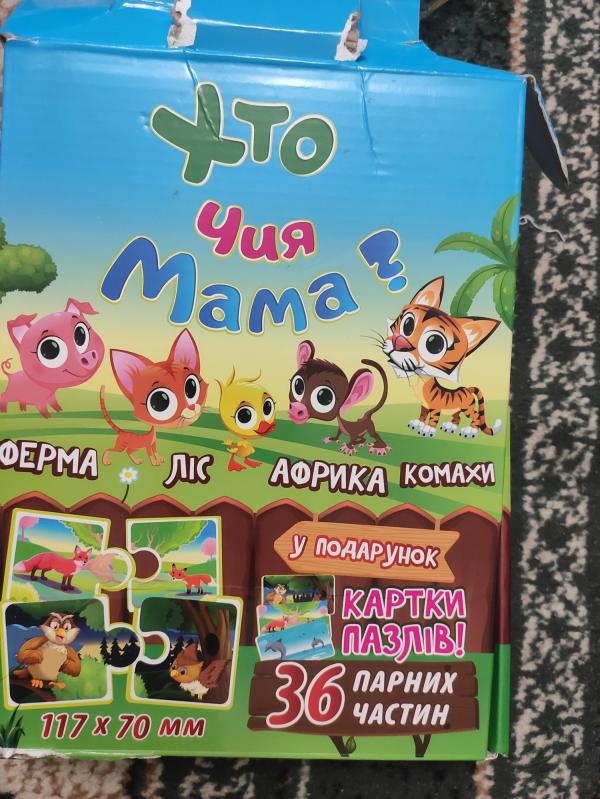 Хто
Чия
Мама?
ФЕРМА ЛІС АФРИКА КОМАХИ
У ПОДАРУНОК
КАРТКИ
ПАЗЛІВ!
36 ПАРНИХ
ЧАСТИН
117 х 70 мм